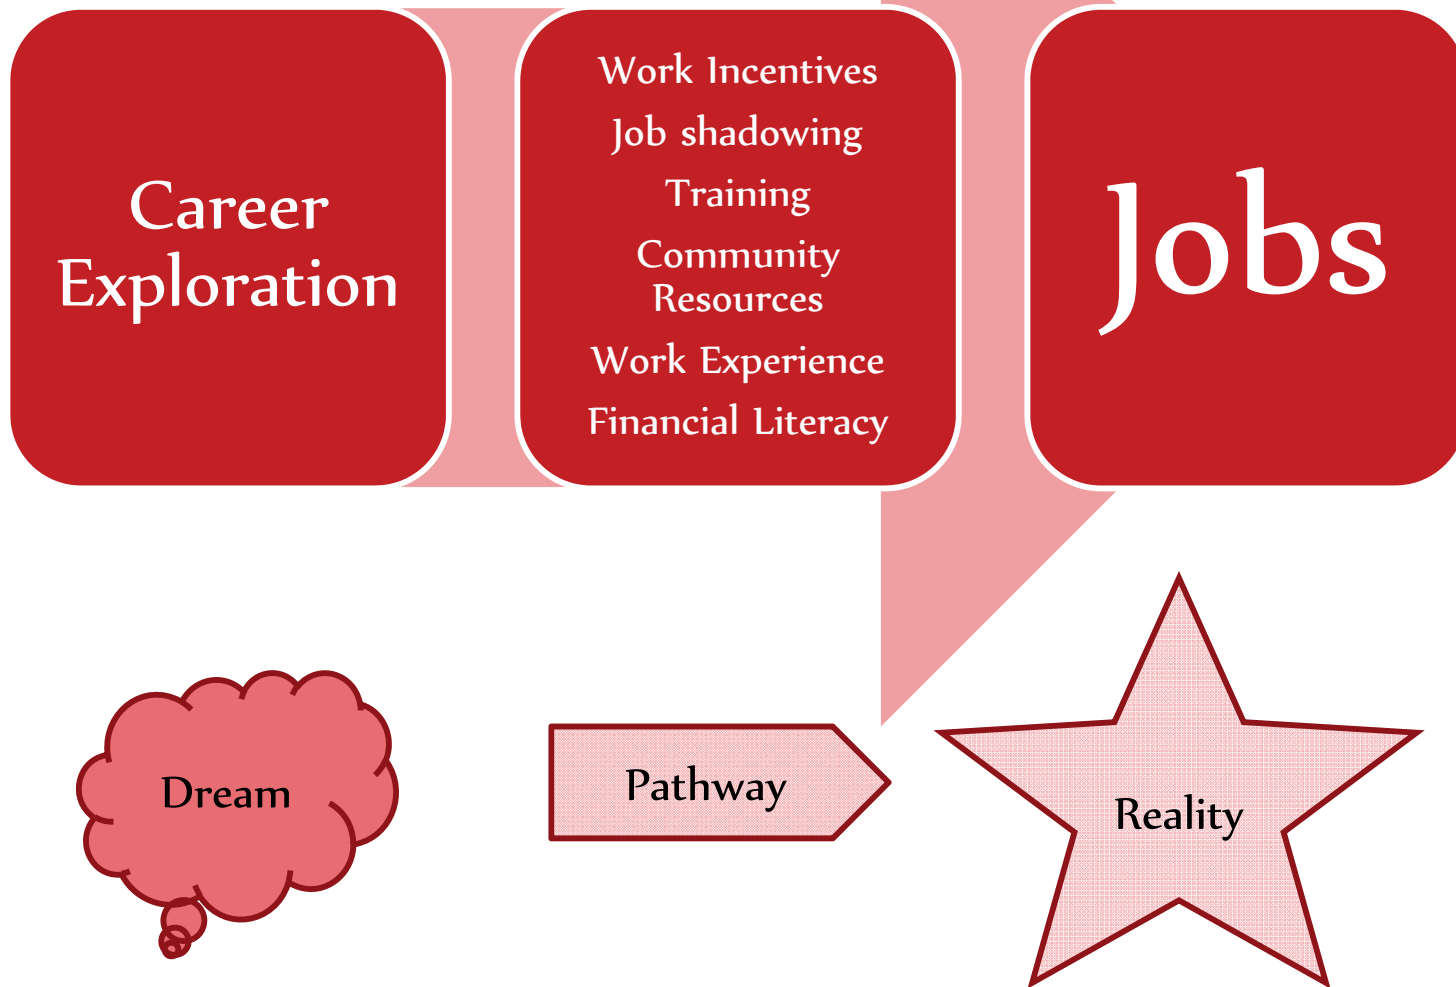 Career
Exploration
Work Incentives
Job shadowing
Training
Community
Resources
Work Experience
Financial Literacy
Jobs
Dream
Pathway
Reality